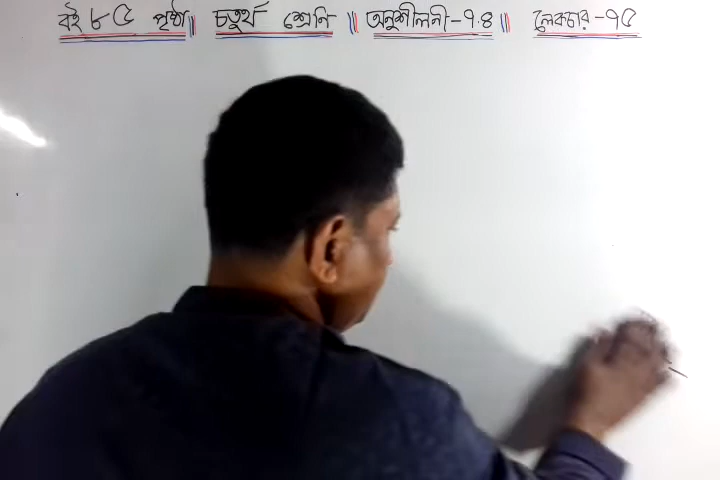 বই ৮৫ পৃষ্ঠা || চতুর্থ শ্রেনি || অনুশীলনী-৭.৪ || লেকচার-৭৫